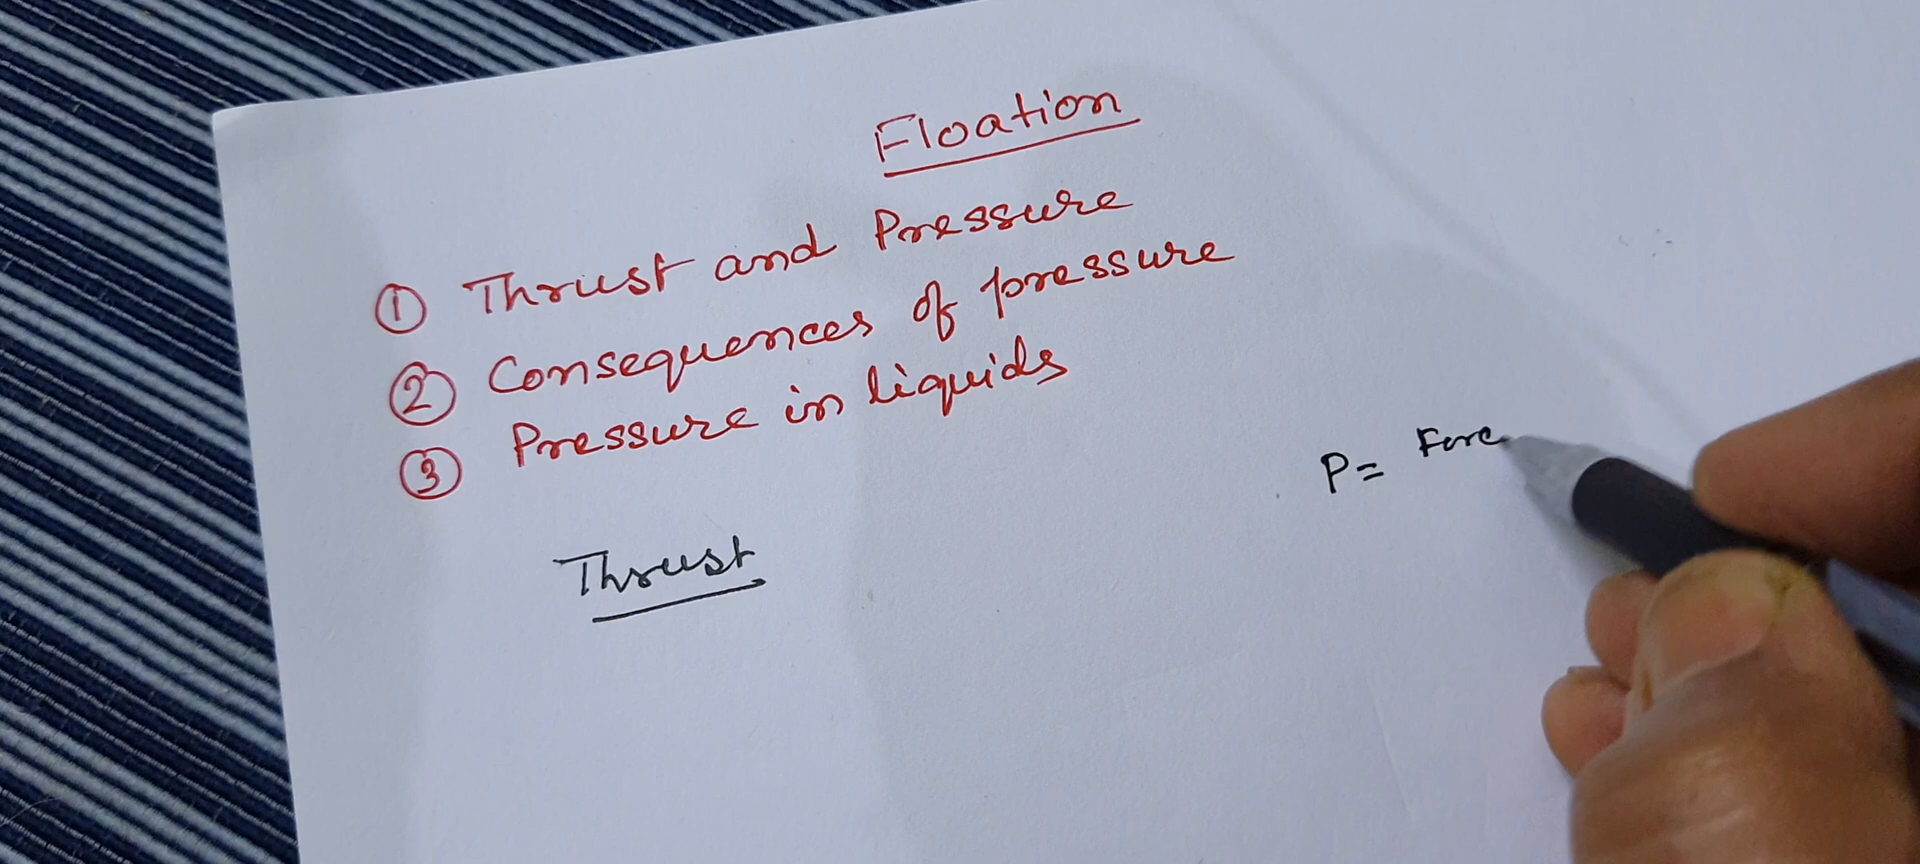 Floation
① Thrust and Pressure
② Consequences of pressure
③ Pressure in liquids
P = Forc
Thrust